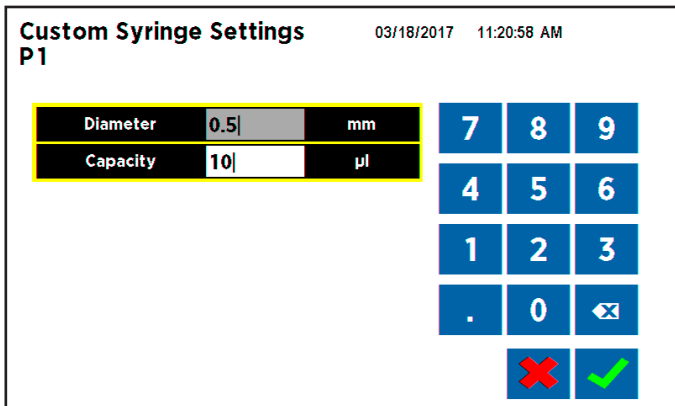 Custom Syringe Settings
P1
03/18/2017 11:20:58 AM
Diameter 0.5 mm
Capacity 10 µl
7 8 9
4 5 6
1 2 3
. 0